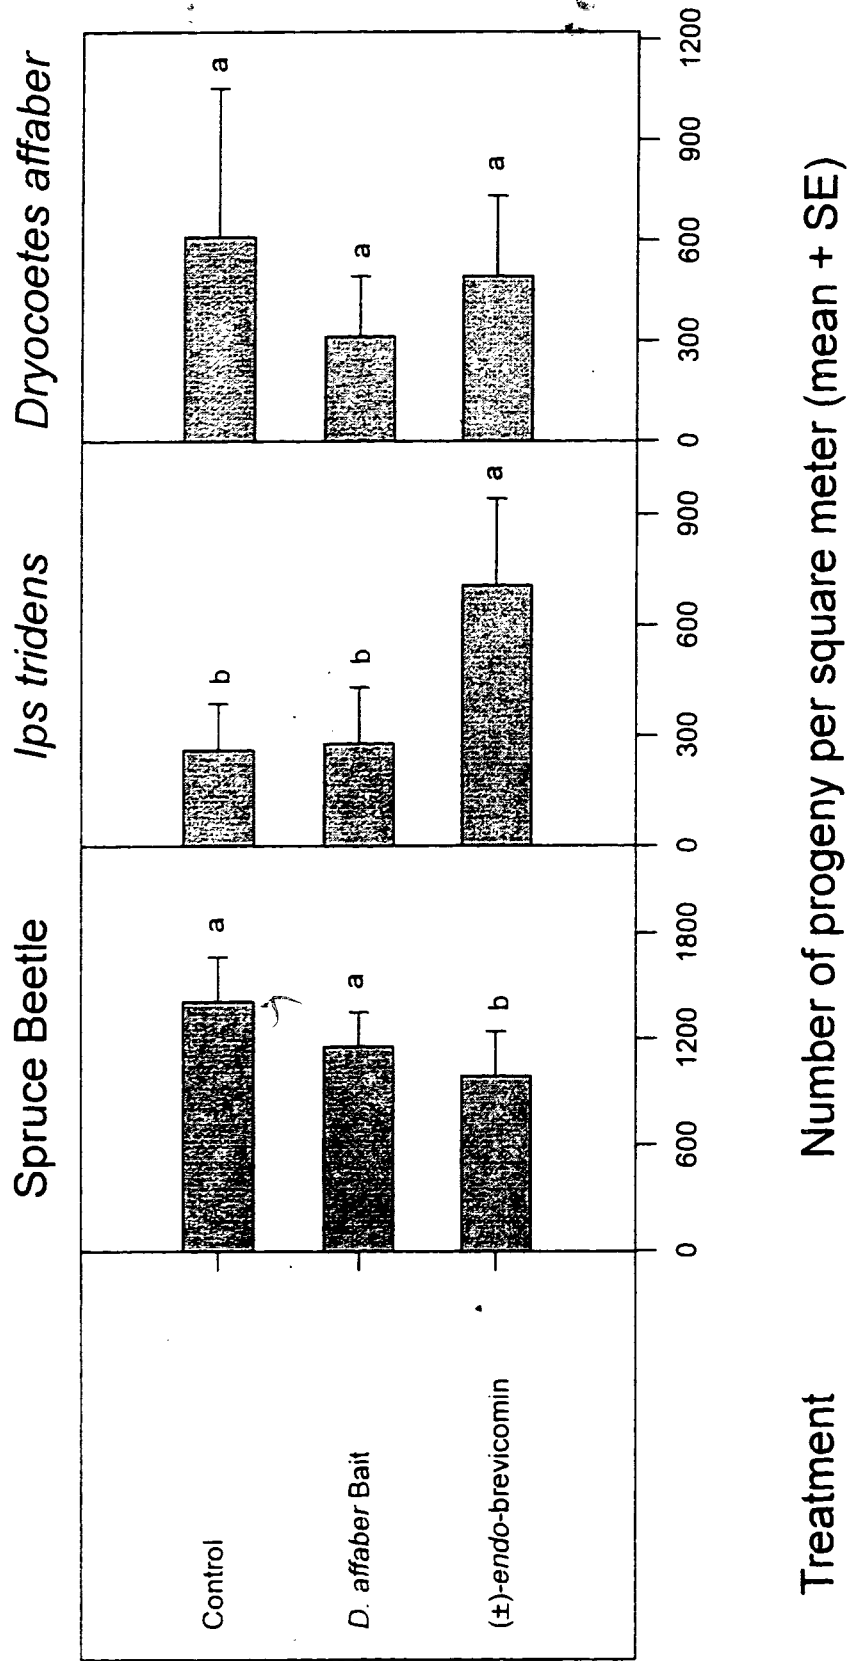 Spruce Beetle Ips tridens Dryocoetes affaber
Control a b a
D. affaber Bait a b a
(±)-endo-brevicomin b a a
0 600 1200 1800 0 300 600 900 0 300 600 900 1200
Treatment Number of progeny per square meter (mean + SE)